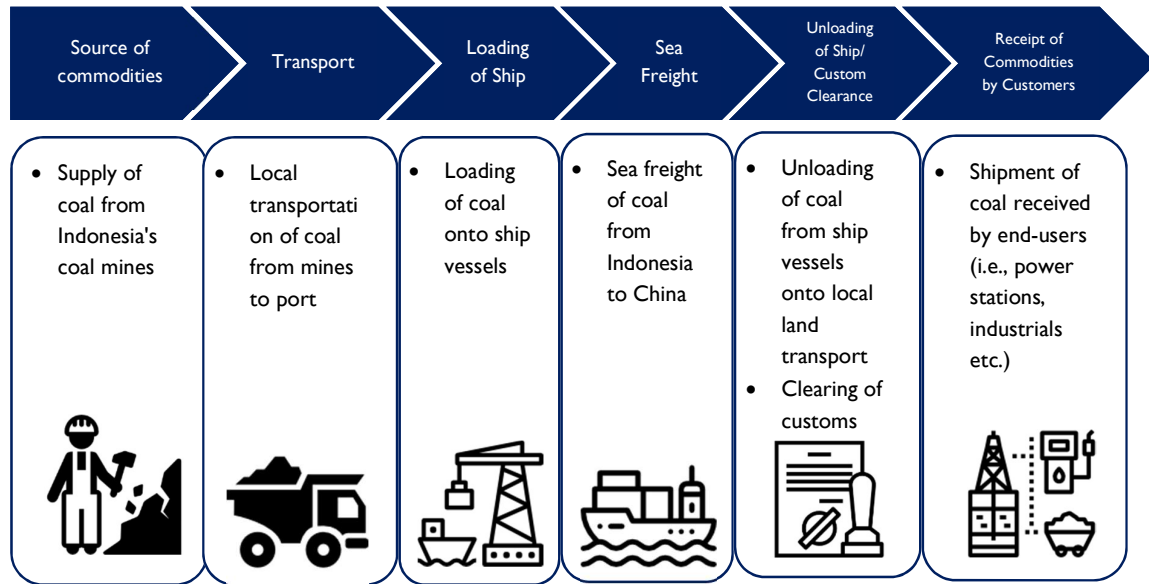 Source of
commodities
Transport
Loading
of Ship
Sea
Freight
Unloading
of Ship/
Custom
Clearance
Receipt of
Commodities
by Customers
• Supply of
coal from
Indonesia's
coal mines
• Local
transportati
on of coal
from mines
to port
• Loading
of coal
onto ship
vessels
• Sea freight
of coal
from
Indonesia
to China
• Unloading
of coal
from ship
vessels
onto local
land
transport
• Clearing of
customs
• Shipment of
coal received
by end-users
(i.e., power
stations,
industrials
etc.)